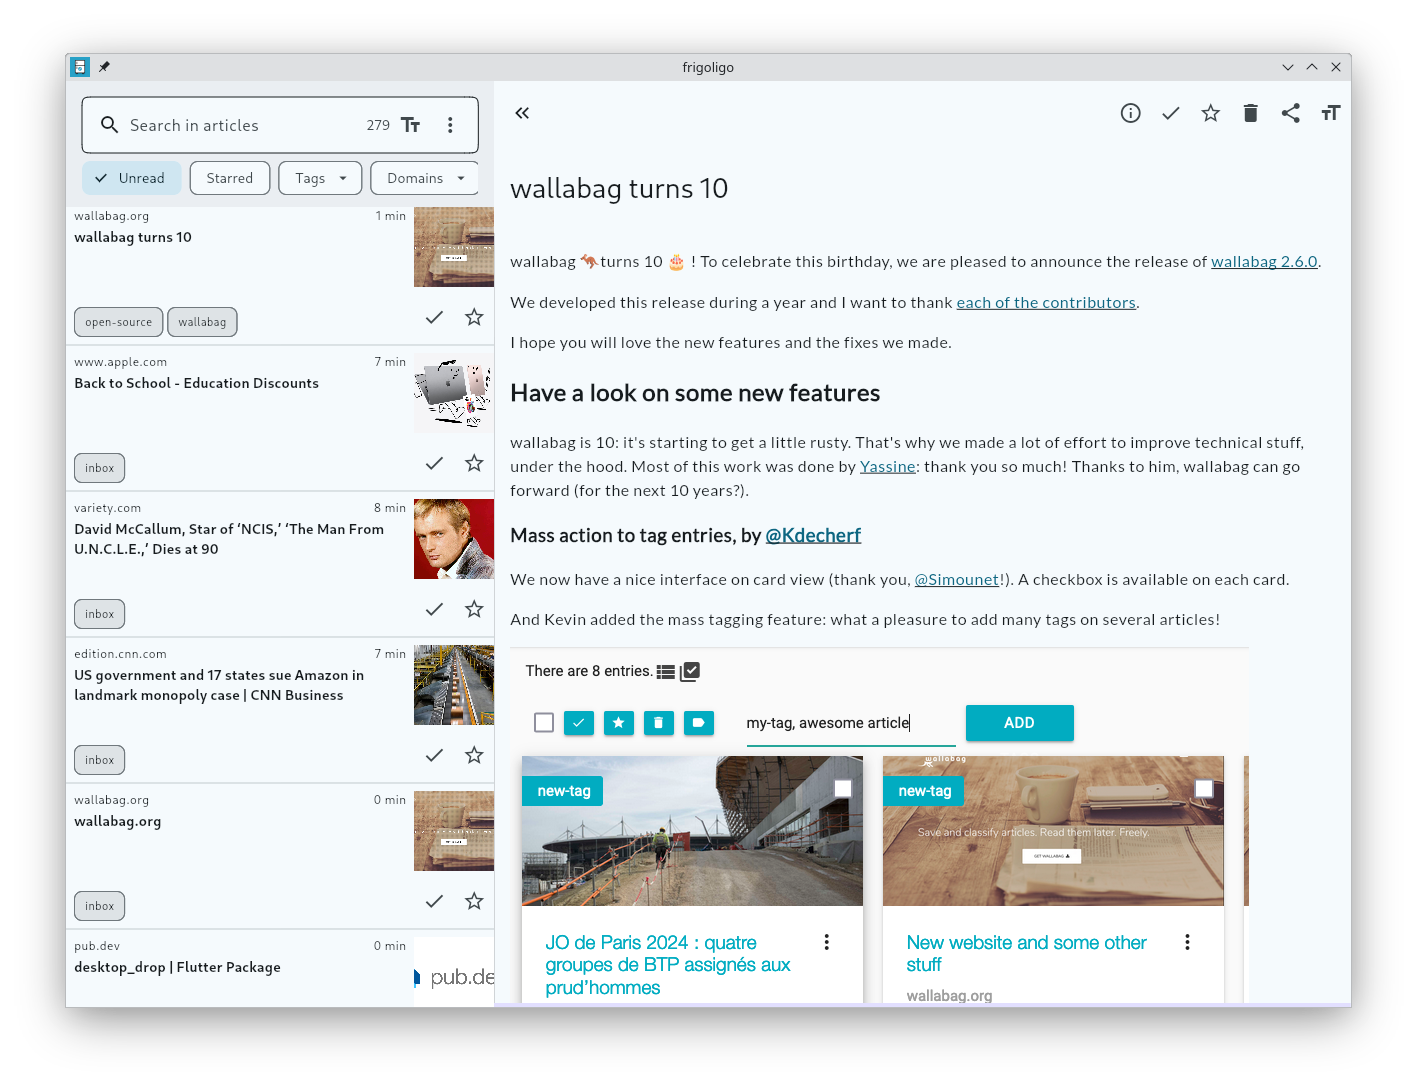 frigoligo
Search in articles
279
Unread
Starred
Tags
Domains
wallabag.org
1 min
wallabag turns 10
open-source
wallabag
www.apple.com
7 min
Back to School - Education Discounts
inbox
variety.com
8 min
David McCallum, Star of ‘NCIS,’ ‘The Man From
U.N.C.L.E.,’ Dies at 90
inbox
edition.cnn.com
7 min
US government and 17 states sue Amazon in
landmark monopoly case | CNN Business
inbox
wallabag.org
0 min
wallabag.org
inbox
pub.dev
0 min
desktop_drop | Flutter Package
pub.de
wallabag turns 10
wallabag 🦘turns 10 🎂 ! To celebrate this birthday, we are pleased to announce the release of wallabag 2.6.0.
We developed this release during a year and I want to thank each of the contributors.
I hope you will love the new features and the fixes we made.
Have a look on some new features
wallabag is 10: it's starting to get a little rusty. That's why we made a lot of effort to improve technical stuff,
under the hood. Most of this work was done by Yassine: thank you so much! Thanks to him, wallabag can go
forward (for the next 10 years?).
Mass action to tag entries, by @Kdecherf
We now have a nice interface on card view (thank you, @Simounet!). A checkbox is available on each card.
And Kevin added the mass tagging feature: what a pleasure to add many tags on several articles!
There are 8 entries.
my-tag, awesome article
ADD
new-tag
JO de Paris 2024 : quatre
groupes de BTP assignés aux
prud’hommes
wallabag
new-tag
Save and classify articles. Read them later. Freely.
GET WALLABAG
New website and some other
stuff
wallabag.org